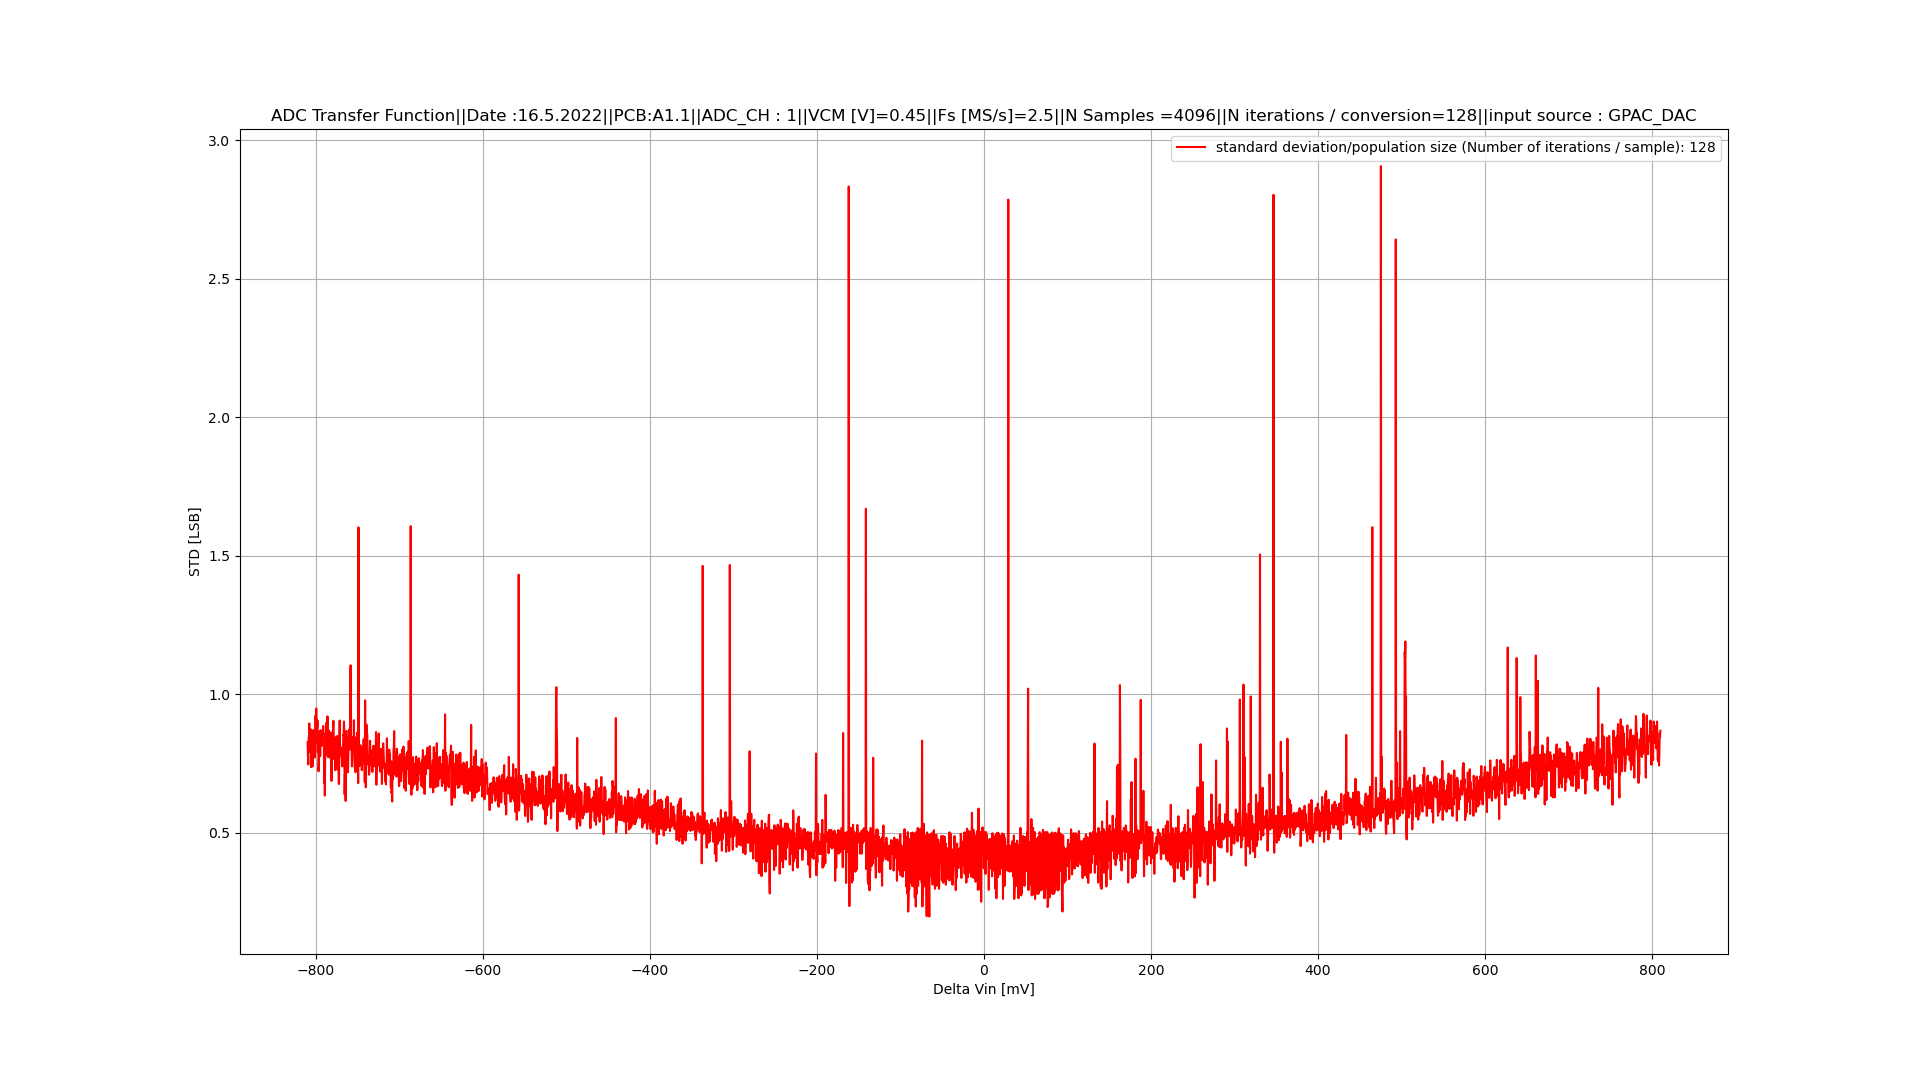 ADC Transfer Function||Date :16.5.2022||PCB:A1.1||ADC_CH : 1||VCM [V]=0.45||Fs [MS/s]=2.5||N Samples =4096||N iterations / conversion=128||input source : GPAC_DAC
standard deviation/population size (Number of iterations / sample): 128
3.0
2.5
2.0
1.5
1.0
0.5
STD [LSB]
−800 −600 −400 −200 0 200 400 600 800
Delta Vin [mV]